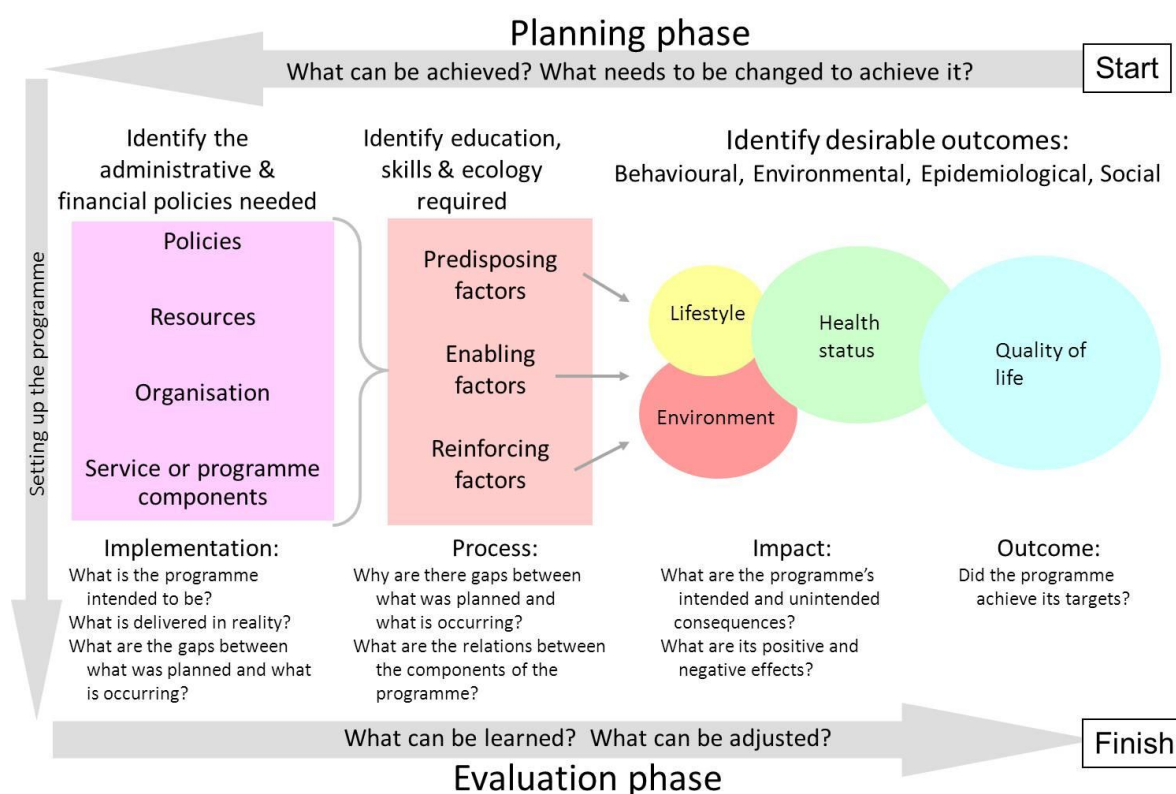 Planning phase
What can be achieved? What needs to be changed to achieve it?
Start
Setting up the programme
Identify the
administrative &
financial policies needed
Identify education,
skills & ecology
required
Identify desirable outcomes:
Behavioural, Environmental, Epidemiological, Social
Policies
Resources
Organisation
Service or programme
components
Predisposing
factors
Enabling
factors
Reinforcing
factors
Lifestyle
Environment
Health
status
Quality of
life
Implementation:
What is the programme
intended to be?
What is delivered in reality?
What are the gaps between
what was planned and what
is occurring?
Process:
Why are there gaps between
what was planned and
what is occurring?
What are the relations between
the components of the
programme?
Impact:
What are the programme’s
intended and unintended
consequences?
What are its positive and
negative effects?
Outcome:
Did the programme
achieve its targets?
What can be learned?  What can be adjusted?
Finish
Evaluation phase